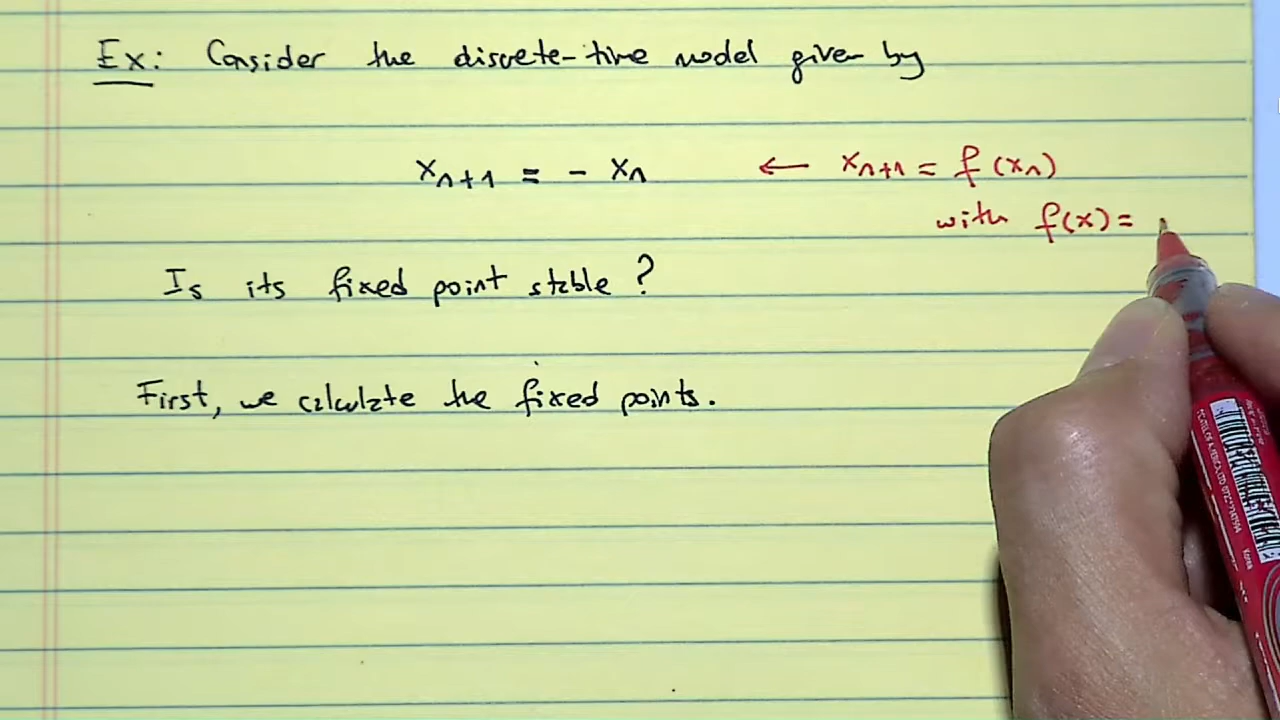 Ex: Consider the discrete-time model given by
xₙ₊₁ = - xₙ ← xₙ₊₁ = f(xₙ)
with f(x) =
Is its fixed point stable?
First, we calculate the fixed points.